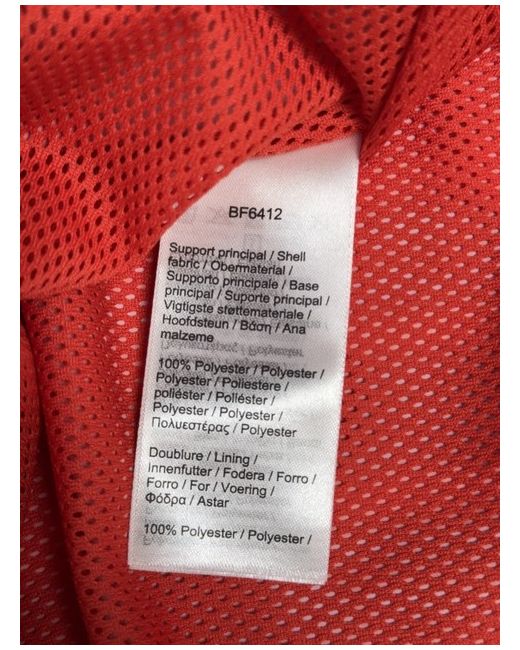 BF6412
Support principal / Shell
fabric / Obermaterial /
Supporto principale / Base
principal / Suporte principal /
Vigtigste støttemateriale /
Hoofdsteun / Βάση / Ana
malzeme
100% Polyester / Polyester /
Polyester / Poliestere /
poliéster / Poliéster /
Polyester / Polyester /
Πολυεστέρας / Polyester
Doublure / Lining /
Innenfutter / Fodera / Forro /
Forro / For / Voering /
Φόδρα / Astar
100% Polyester / Polyester /